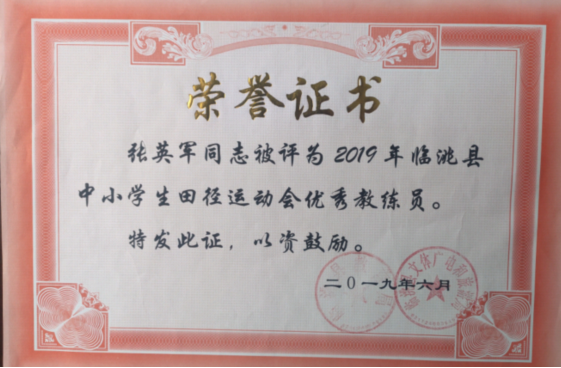 荣誉证书
张英军同志被评为2019年临洮县
中小学生田径运动会优秀教练员。
特发此证，以资鼓励。
二0一九年六月